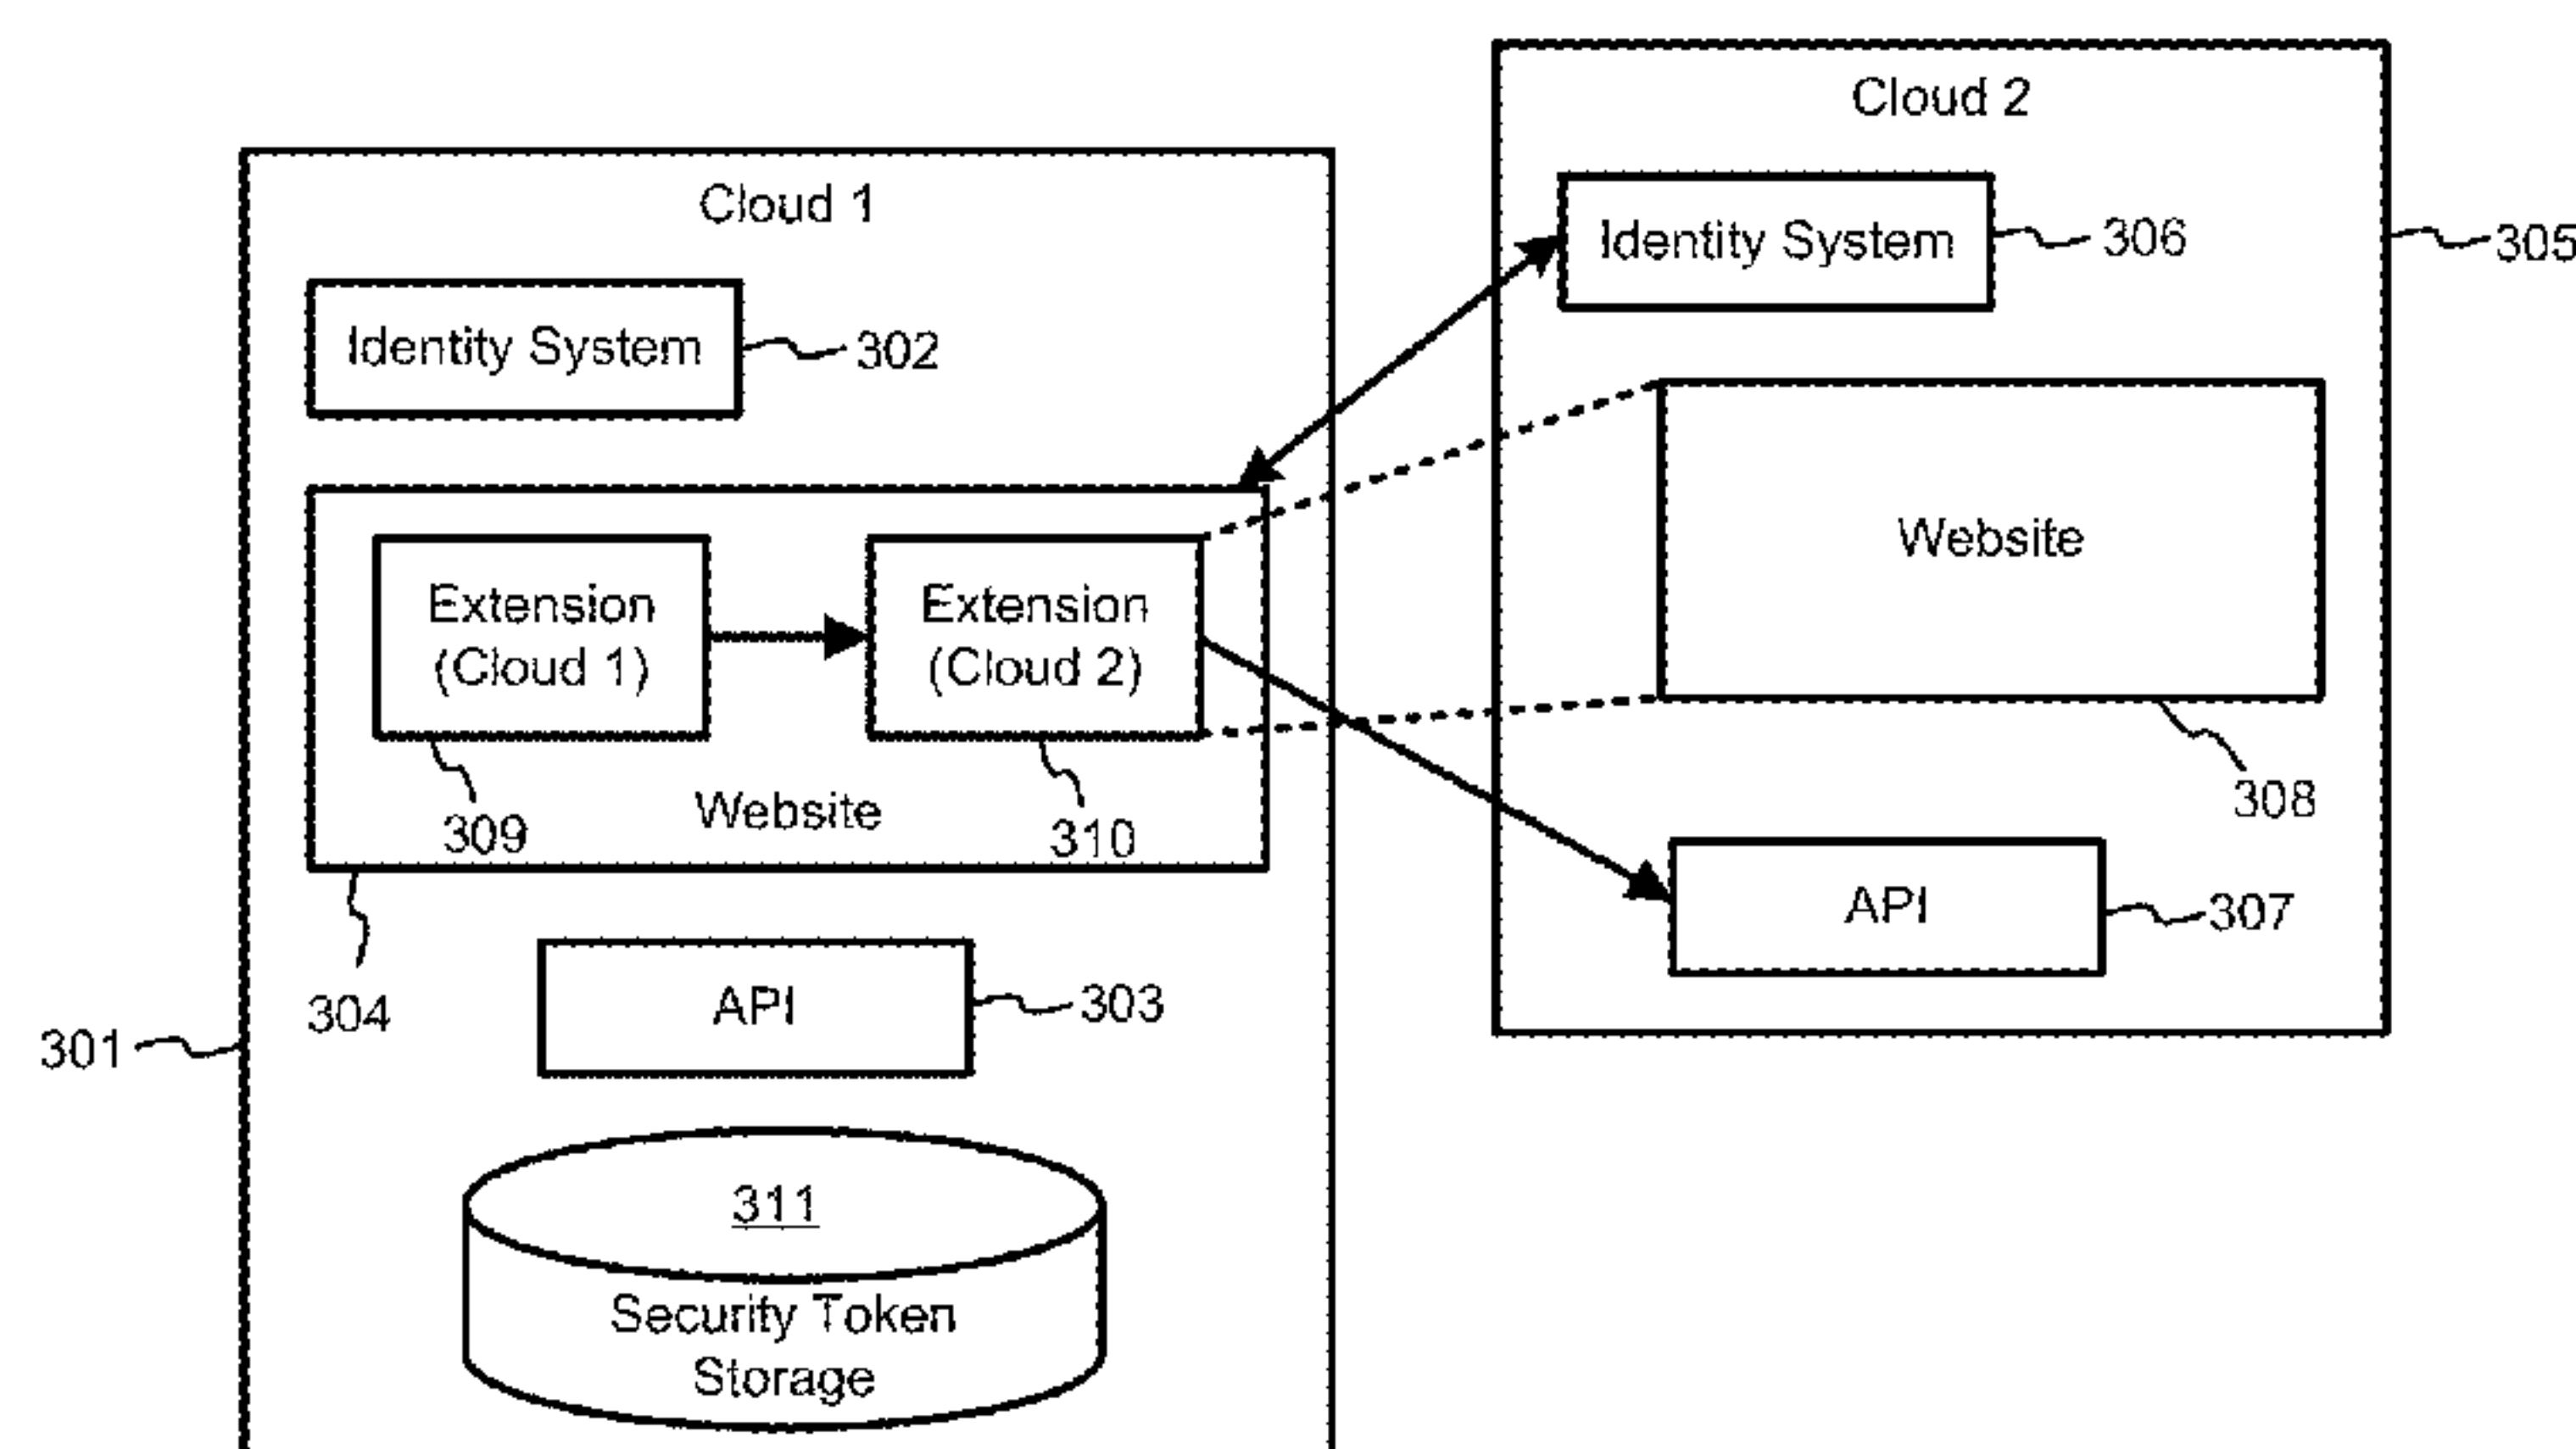 Cloud 2
Identity System
306
305
Website
308
API
307
Cloud 1
Identity System
302
Extension
(Cloud 1)
309
Extension
(Cloud 2)
310
Website
304
API
303
301
311
Security Token
Storage